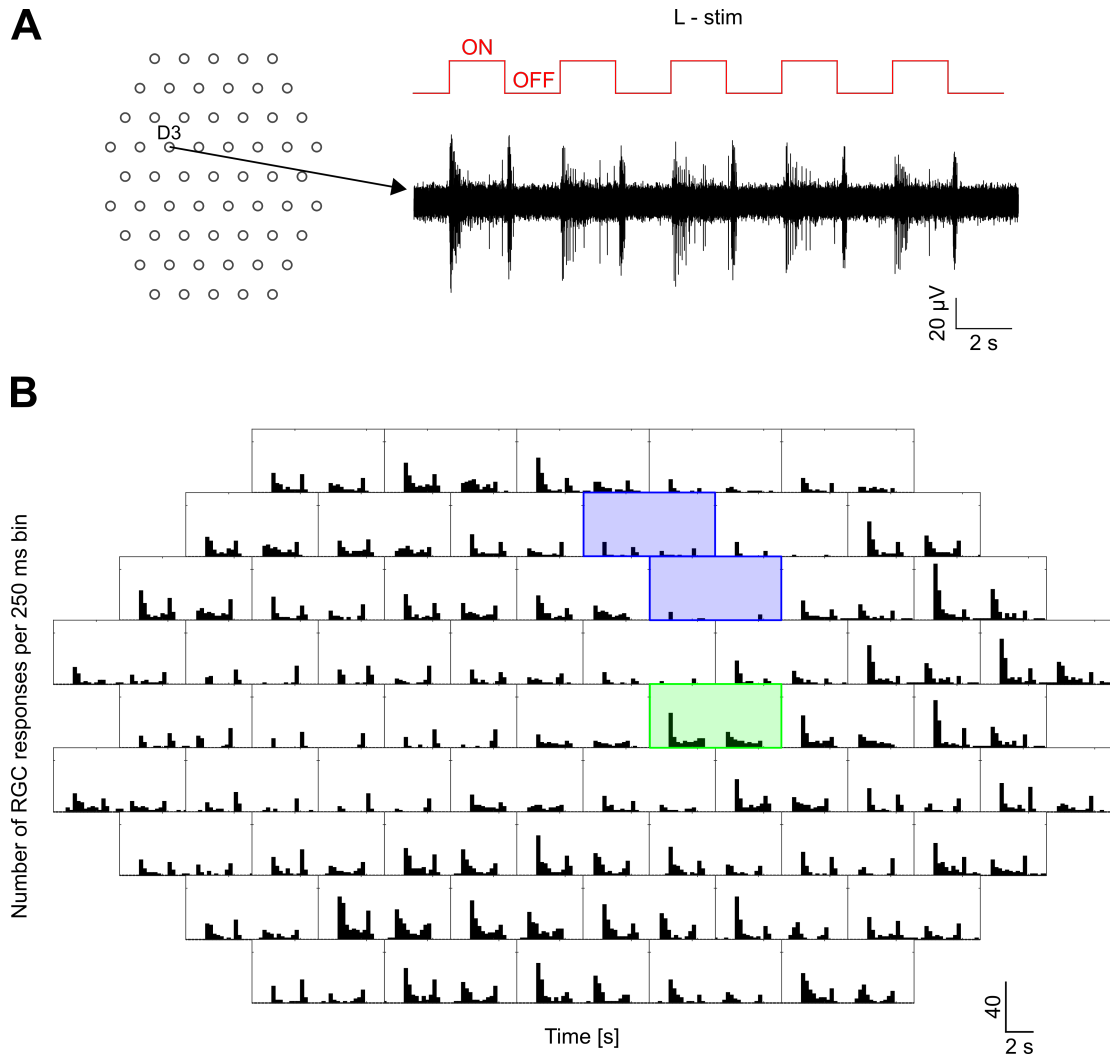 A
L - stim
ON
OFF
D3
20 µV
2 s
B
Number of RGC responses per 250 ms bin
Time [s]
40
2 s